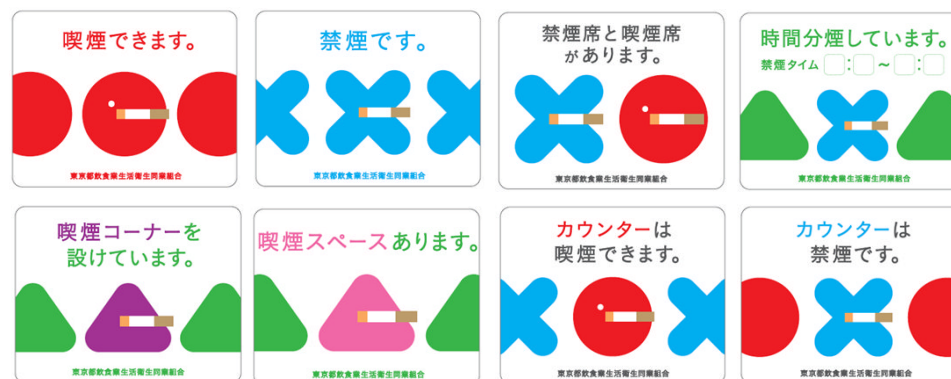 喫煙できます。
東京都飲食業生活衛生同業組合
禁煙です。
東京都飲食業生活衛生同業組合
禁煙席と喫煙席
があります。
東京都飲食業生活衛生同業組合
時間分煙しています。
禁煙タイム □:□ ~ □:□
東京都飲食業生活衛生同業組合
喫煙コーナーを
設けています。
東京都飲食業生活衛生同業組合
喫煙スペースあります。
東京都飲食業生活衛生同業組合
カウンターは
喫煙できます。
東京都飲食業生活衛生同業組合
カウンターは
禁煙です。
東京都飲食業生活衛生同業組合